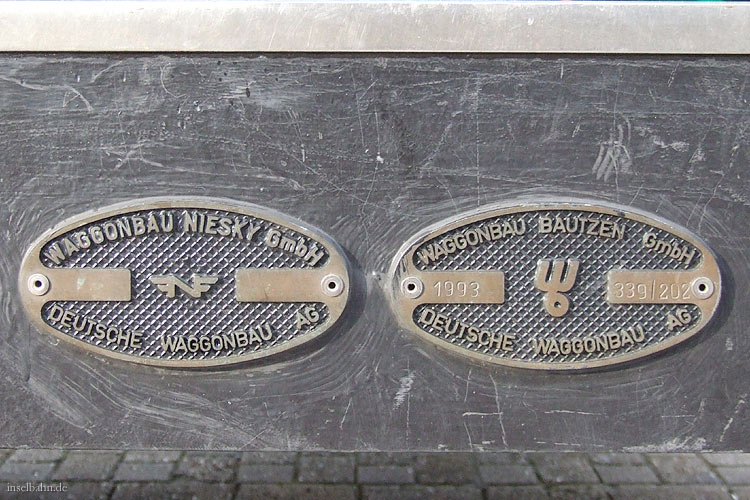 WAGGONBAU NIESKY GmbH
DEUTSCHE WAGGONBAU AG
WAGGONBAU BAUTZEN GmbH
1993 339/202
DEUTSCHE WAGGONBAU AG
inselbahn.de